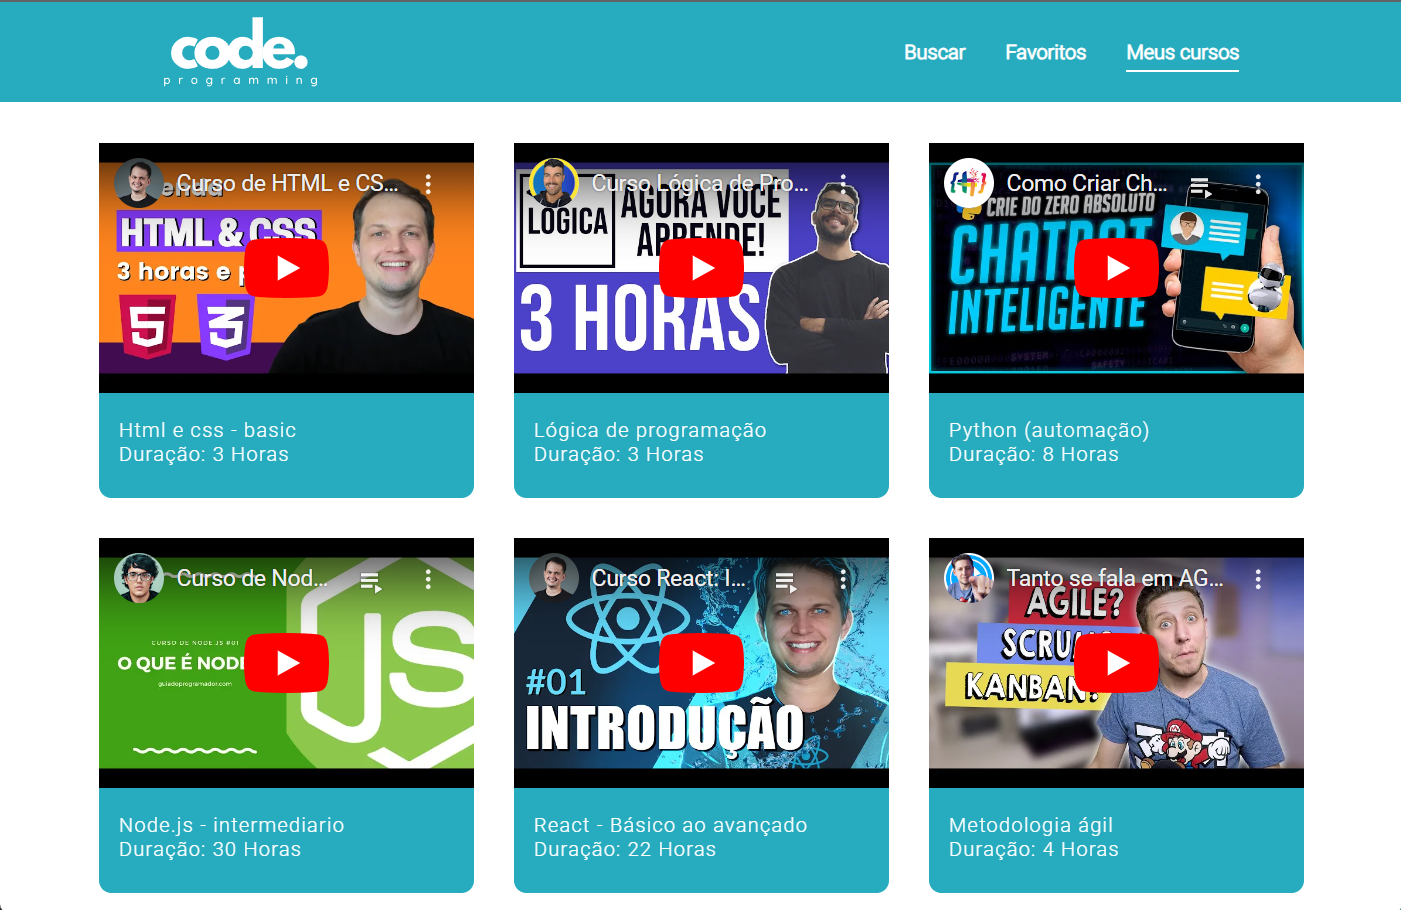 code.
programming
Buscar
Favoritos
Meus cursos
Curso de HTML e CS...
HTML & CSS
3 horas e
5
3
Html e css - basic
Duração: 3 Horas
Curso Lógica de Pro...
LÓGICA
AGORA VOCÊ
APRENDE!
3 HORAS
Lógica de programação
Duração: 3 Horas
Como Criar Ch...
CRIE DO ZERO ABSOLUTO
CHATBOT
INTELIGENTE
SYSTEM
SAFETY
Python (automação)
Duração: 8 Horas
Curso de Nod...
CURSO DE NODE.JS #01
O QUE É NODE
guiadoprogramador.com
JS
Node.js - intermediario
Duração: 30 Horas
Curso React: I...
#01
INTRODUÇÃO
React - Básico ao avançado
Duração: 22 Horas
Tanto se fala em AG...
AGILE?
SCRUM?
KANBAN?
Metodologia ágil
Duração: 4 Horas